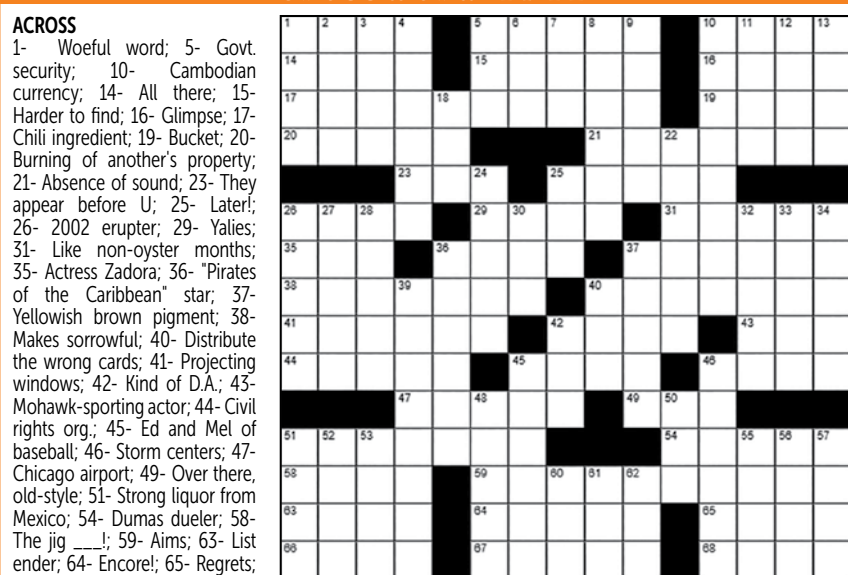 ACROSS
1- Woeful word; 5- Govt.
security; 10- Cambodian
currency; 14- All there; 15-
Harder to find; 16- Glimpse; 17-
Chili ingredient; 19- Bucket; 20-
Burning of another's property;
21- Absence of sound; 23- They
appear before U; 25- Later!;
26- 2002 erupter; 29- Yalies;
31- Like non-oyster months;
35- Actress Zadora; 36- "Pirates
of the Caribbean" star; 37-
Yellowish brown pigment; 38-
Makes sorrowful; 40- Distribute
the wrong cards; 41- Projecting
windows; 42- Kind of D.A.; 43-
Mohawk-sporting actor; 44- Civil
rights org.; 45- Ed and Mel of
baseball; 46- Storm centers; 47-
Chicago airport; 49- Over there,
old-style; 51- Strong liquor from
Mexico; 54- Dumas dueler; 58-
The jig ___!; 59- Aims; 63- List
ender; 64- Encore!; 65- Regrets;
1 2 3 4 5 6 7 8 9 10 11 12 13
14 15 16
17 18 19
20 21 22
23 24 25
26 27 28 29 30 31 32 33 34
35 36 37
38 39 40
41 42 43
44 45 46
47 48 49 50
51 52 53 54 55 56 57
58 59 60 61 62
63 64 65
66 67 68